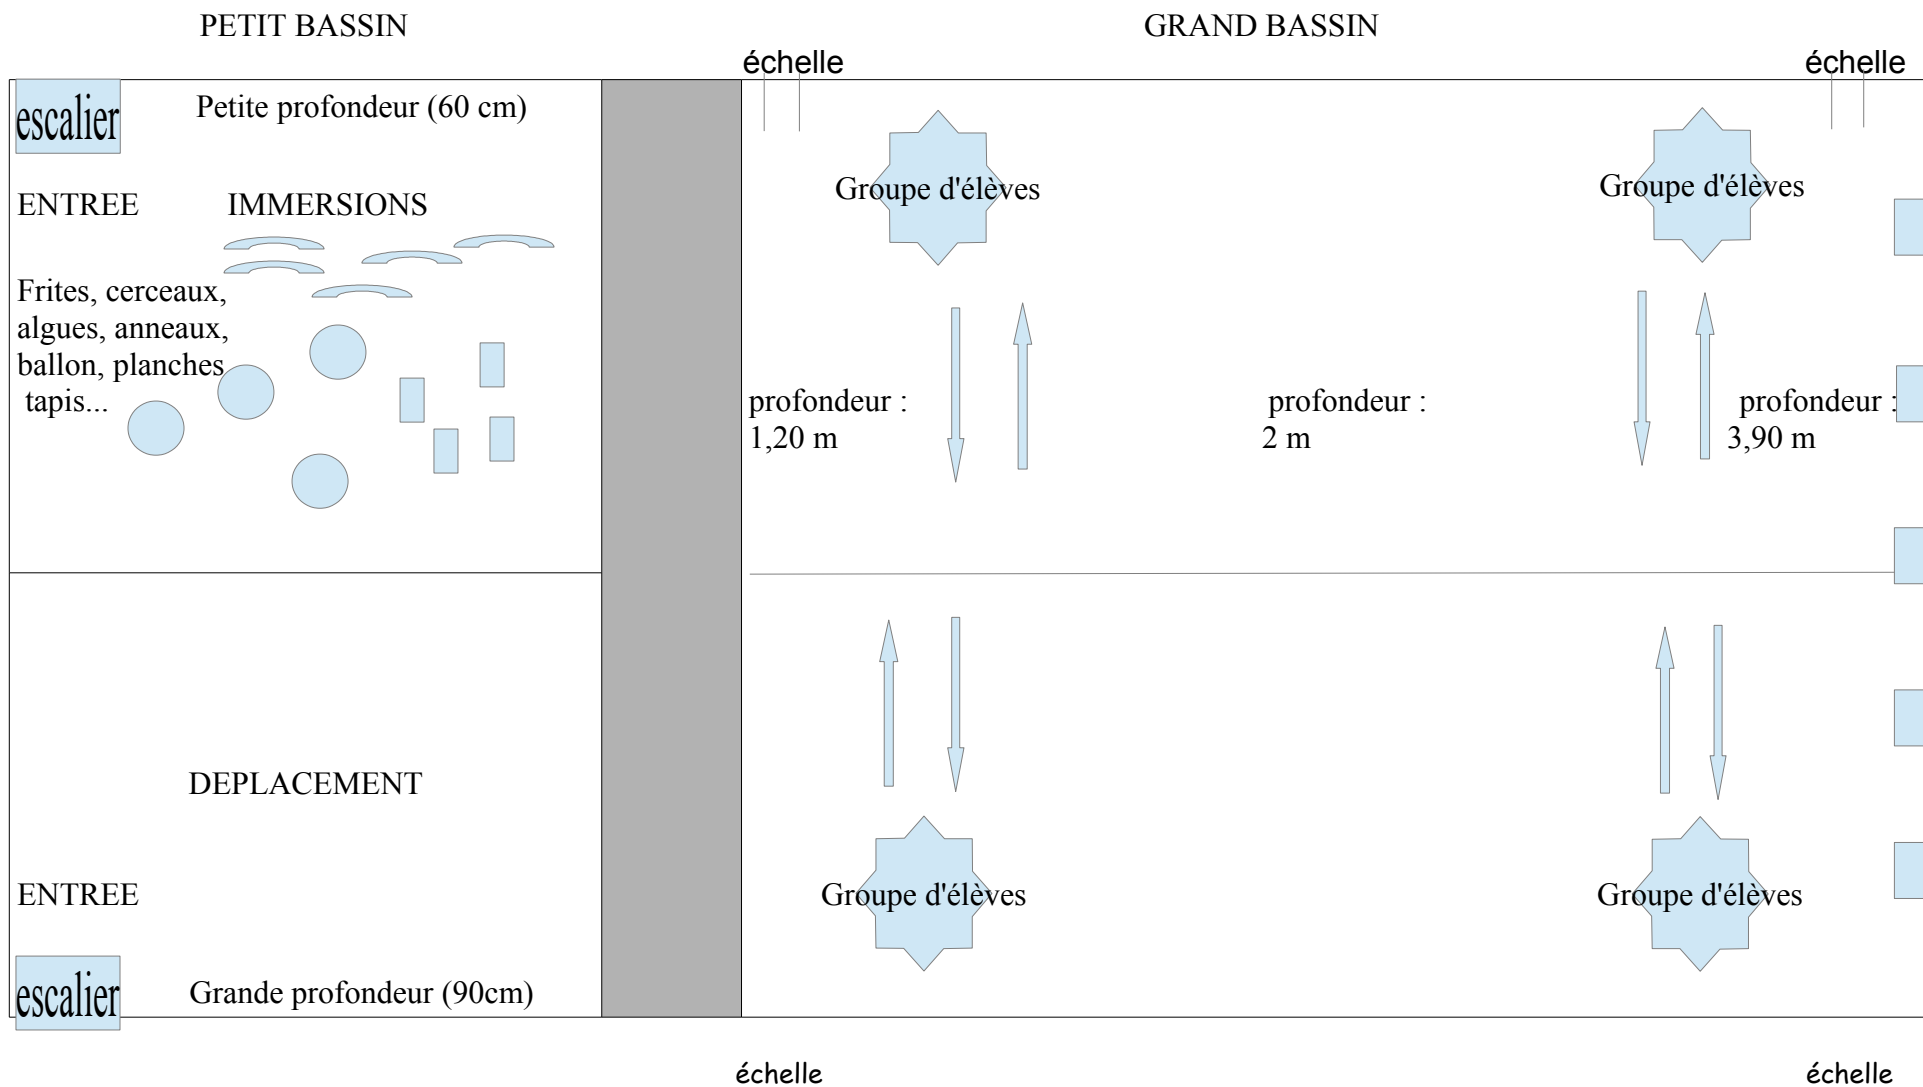 PETIT BASSIN
GRAND BASSIN
échelle
échelle
escalier
Petite profondeur (60 cm)
ENTREE
IMMERSIONS
Frites, cerceaux,
algues, anneaux,
ballon, planches
tapis...
Groupe d'élèves
Groupe d'élèves
profondeur :
1,20 m
profondeur :
2 m
profondeur :
3,90 m
DEPLACEMENT
ENTREE
Groupe d'élèves
Groupe d'élèves
escalier
Grande profondeur (90cm)
échelle
échelle